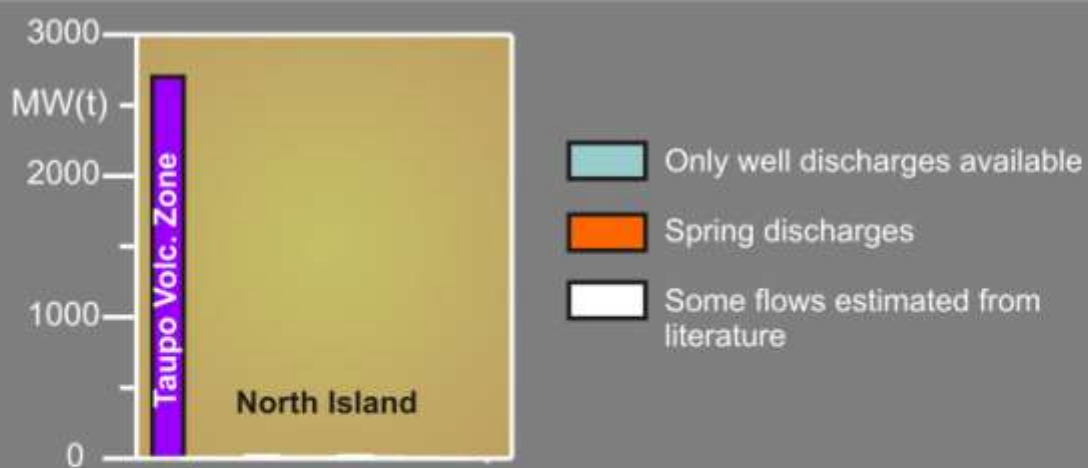 3000
MW(t)
2000
1000
0
Taupo Volc. Zone
North Island
Only well discharges available
Spring discharges
Some flows estimated from
literature